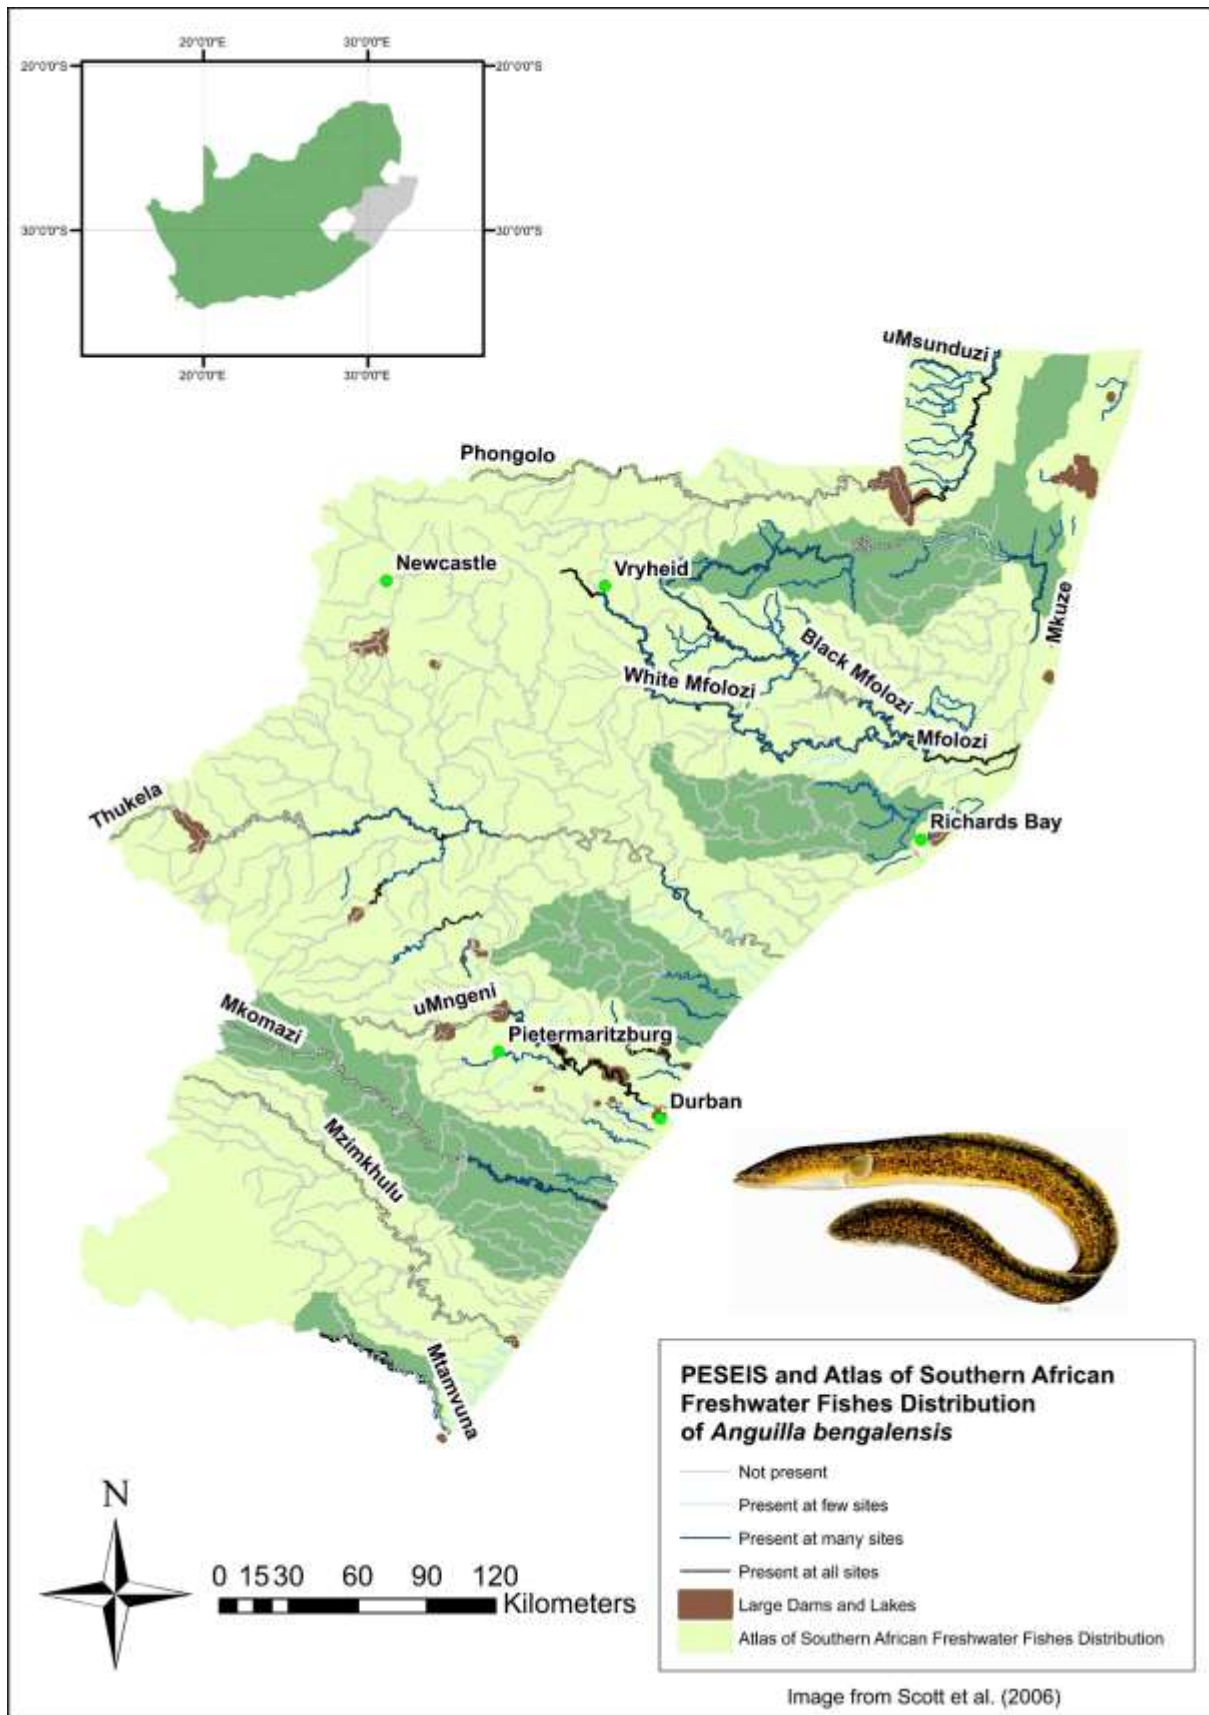 20°0'0"E 30°0'0"E
20°0'0"S 20°0'0"S
30°0'0"S 30°0'0"S
20°0'0"E 30°0'0"E
uMsunduzi
Phongolo
Newcastle
Vryheid
Mkuze
Black Mfolozi
White Mfolozi
Mfolozi
Thukela
Richards Bay
uMngeni
Mkomazi
Pietermaritzburg
Durban
Mzimkhulu
Mtamvuna
PESEIS and Atlas of Southern African
Freshwater Fishes Distribution
of Anguilla bengalensis
Not present
Present at few sites
Present at many sites
Present at all sites
Large Dams and Lakes
Atlas of Southern African Freshwater Fishes Distribution
N
0 15 30 60 90 120
Kilometers
Image from Scott et al. (2006)